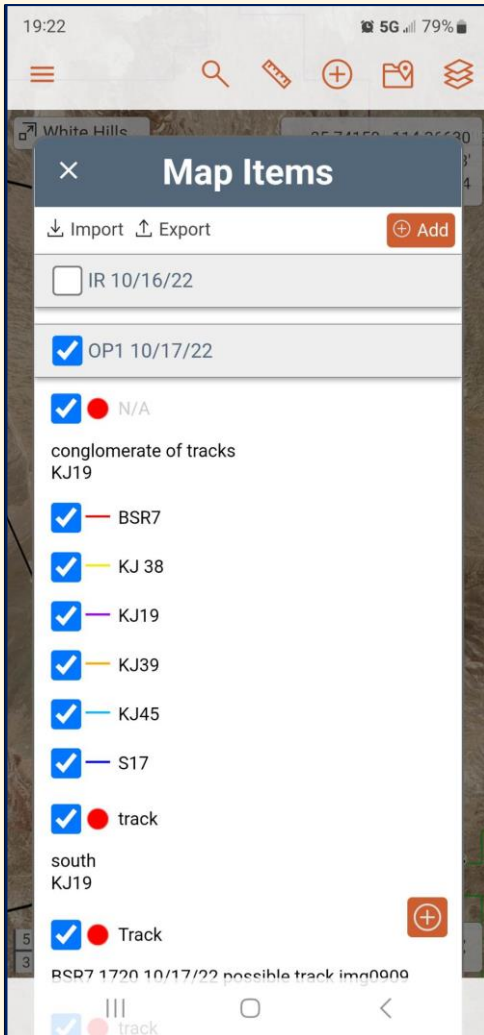 19:22
5G 79%
White Hills
Map Items
Import Export
Add
IR 10/16/22
OP1 10/17/22
N/A
conglomerate of tracks
KJ19
BSR7
KJ 38
KJ19
KJ39
KJ45
S17
track
south
KJ19
Track
BSR7 1720 10/17/22 possible track img0909
track